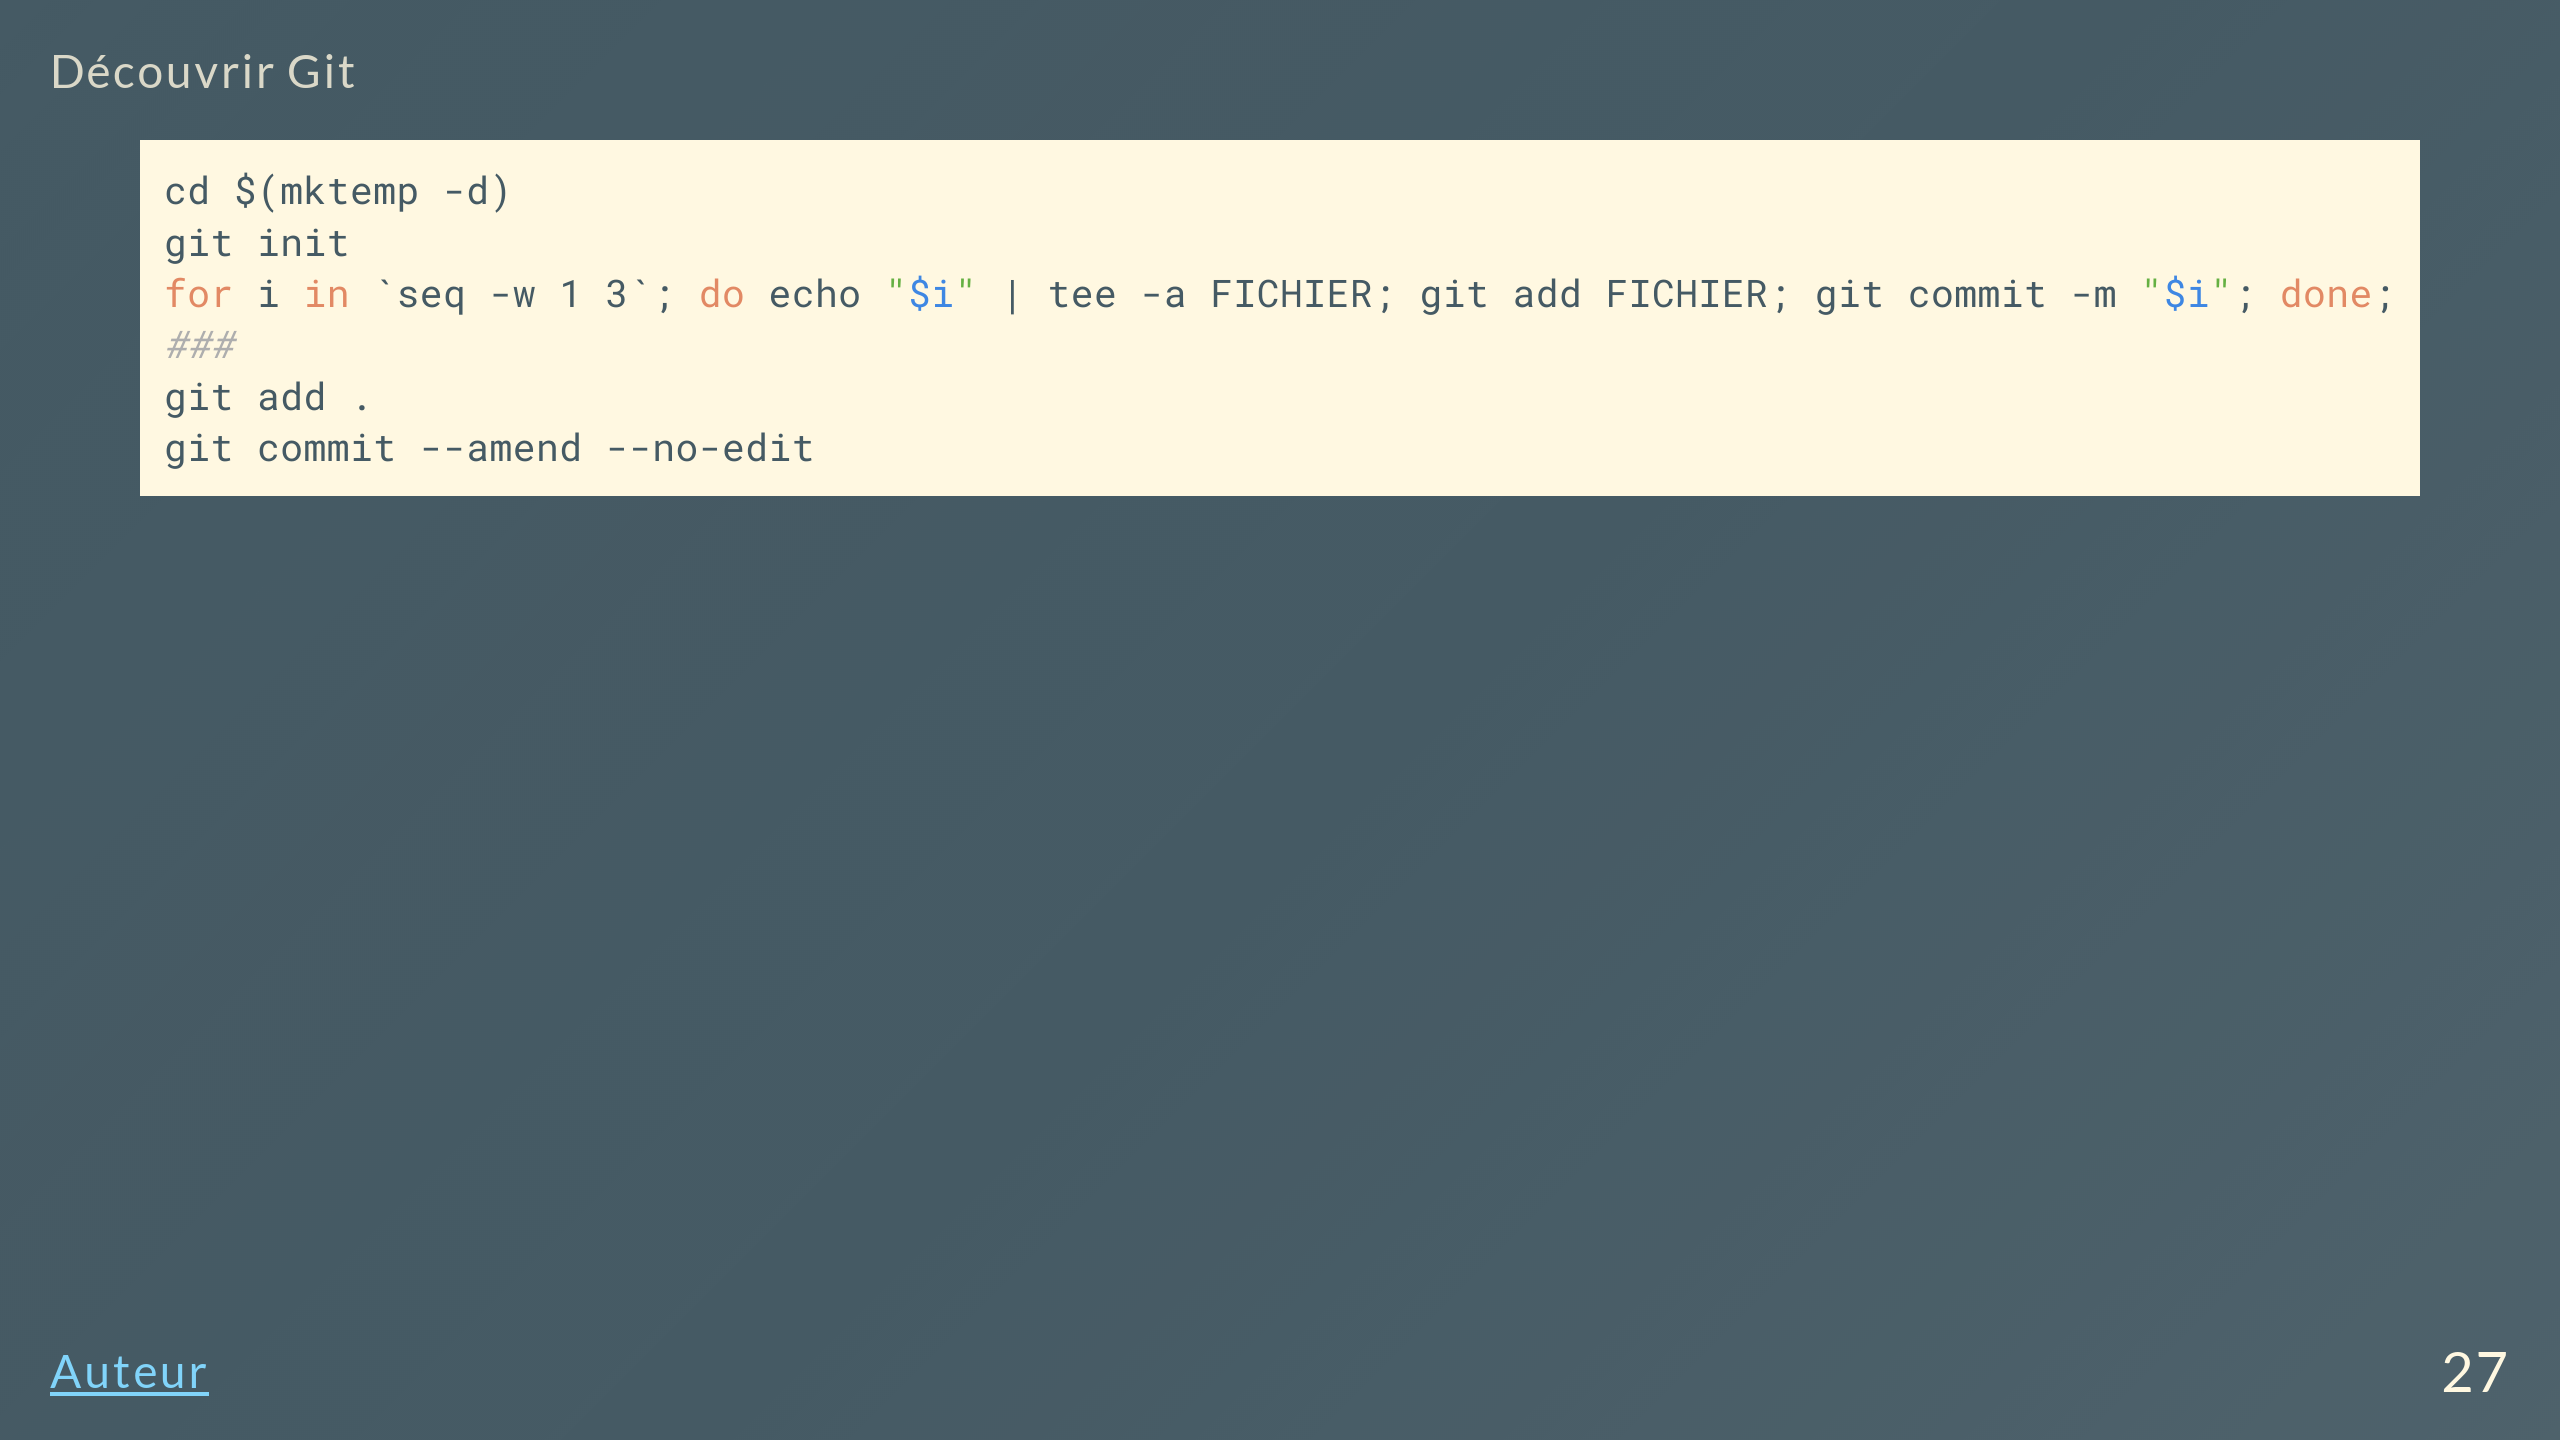 Découvrir Git
cd $(mktemp -d)
git init
for i in `seq -w 1 3`; do echo "$i" | tee -a FICHIER; git add FICHIER; git commit -m "$i"; done;
###
git add .
git commit --amend --no-edit
Auteur
27